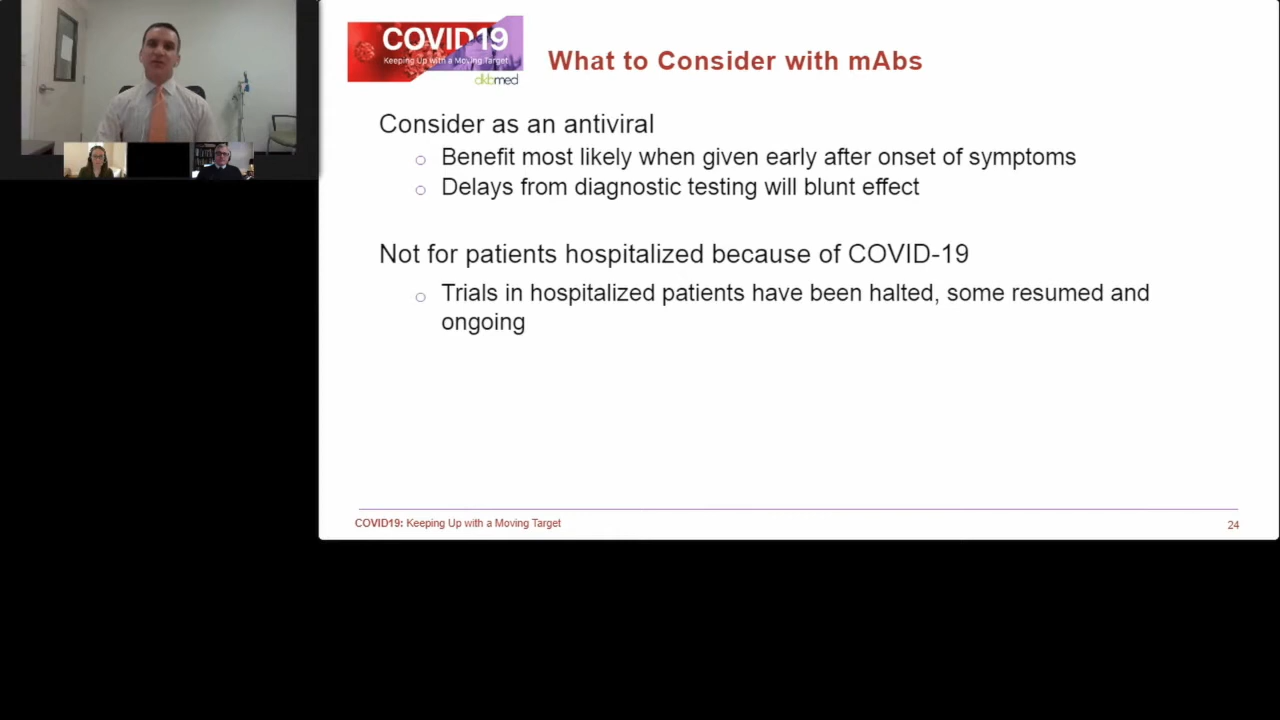 COVID19
Keeping Up with a Moving Target
dkbmed
What to Consider with mAbs
Consider as an antiviral
Benefit most likely when given early after onset of symptoms
Delays from diagnostic testing will blunt effect
Not for patients hospitalized because of COVID-19
Trials in hospitalized patients have been halted, some resumed and
ongoing
COVID19: Keeping Up with a Moving Target
24